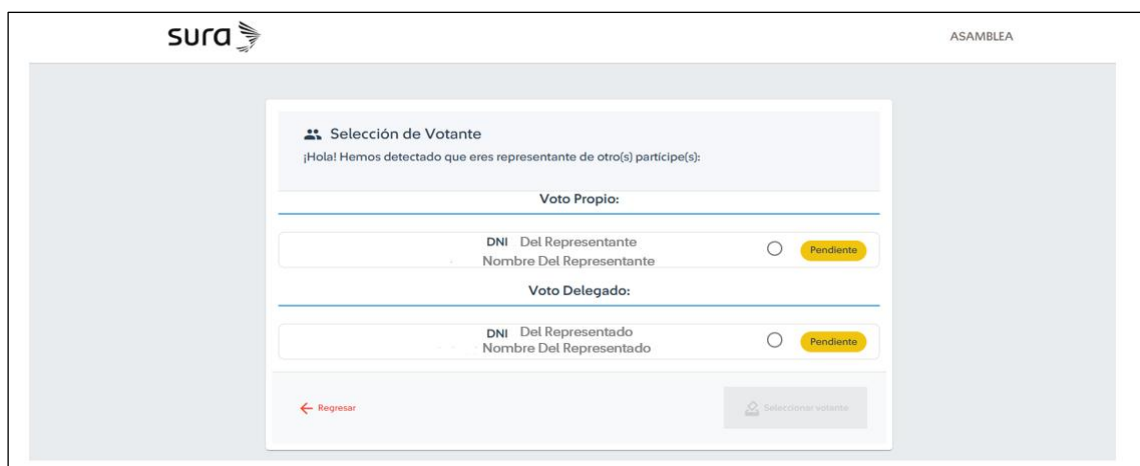 sura
ASAMBLEA
Selección de Votante
¡Hola! Hemos detectado que eres representante de otro(s) partícipe(s):
Voto Propio:
DNI Del Representante
Pendiente
Nombre Del Representante
Voto Delegado:
DNI Del Representado
Pendiente
Nombre Del Representado
Regresar
Seleccionar votante